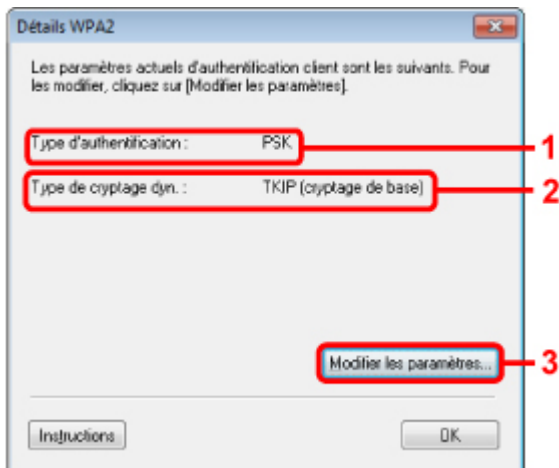 Détails WPA2
Les paramètres actuels d'authentification client sont les suivants. Pour
les modifier, cliquez sur [Modifier les paramètres].
Type d'authentification : PSK 1
Type de cryptage dyn. : TKIP (cryptage de base) 2
Modifier les paramètres... 3
Instructions OK